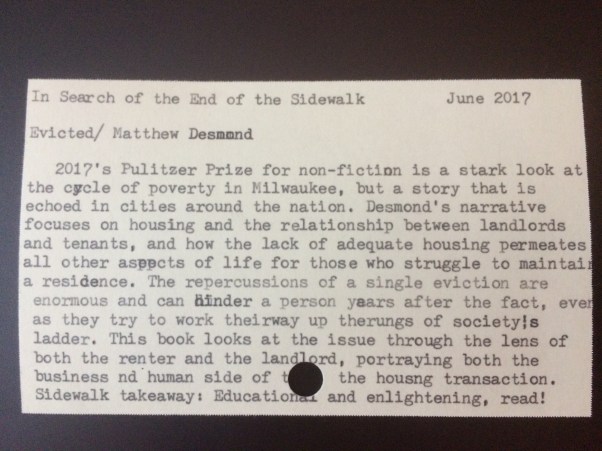 In Search of the End of the Sidewalk June 2017
Evicted/ Matthew Desmond
2017's Pulitzer Prize for non-fiction is a stark look at
the cycle of poverty in Milwaukee, but a story that is
echoed in cities around the nation. Desmond's narrative
focuses on housing and the relationship between landlords
and tenants, and how the lack of adequate housing permeates
all other aspects of life for those who struggle to maintain
a residence. The repercussions of a single eviction are
enormous and can hinder a person years after the fact, even
as they try to work theirway up therungs of society's
ladder. This book looks at the issue through the lens of
both the renter and the landlord, portraying both the
business nd human side of the housng transaction.
Sidewalk takeaway: Educational and enlightening, read!